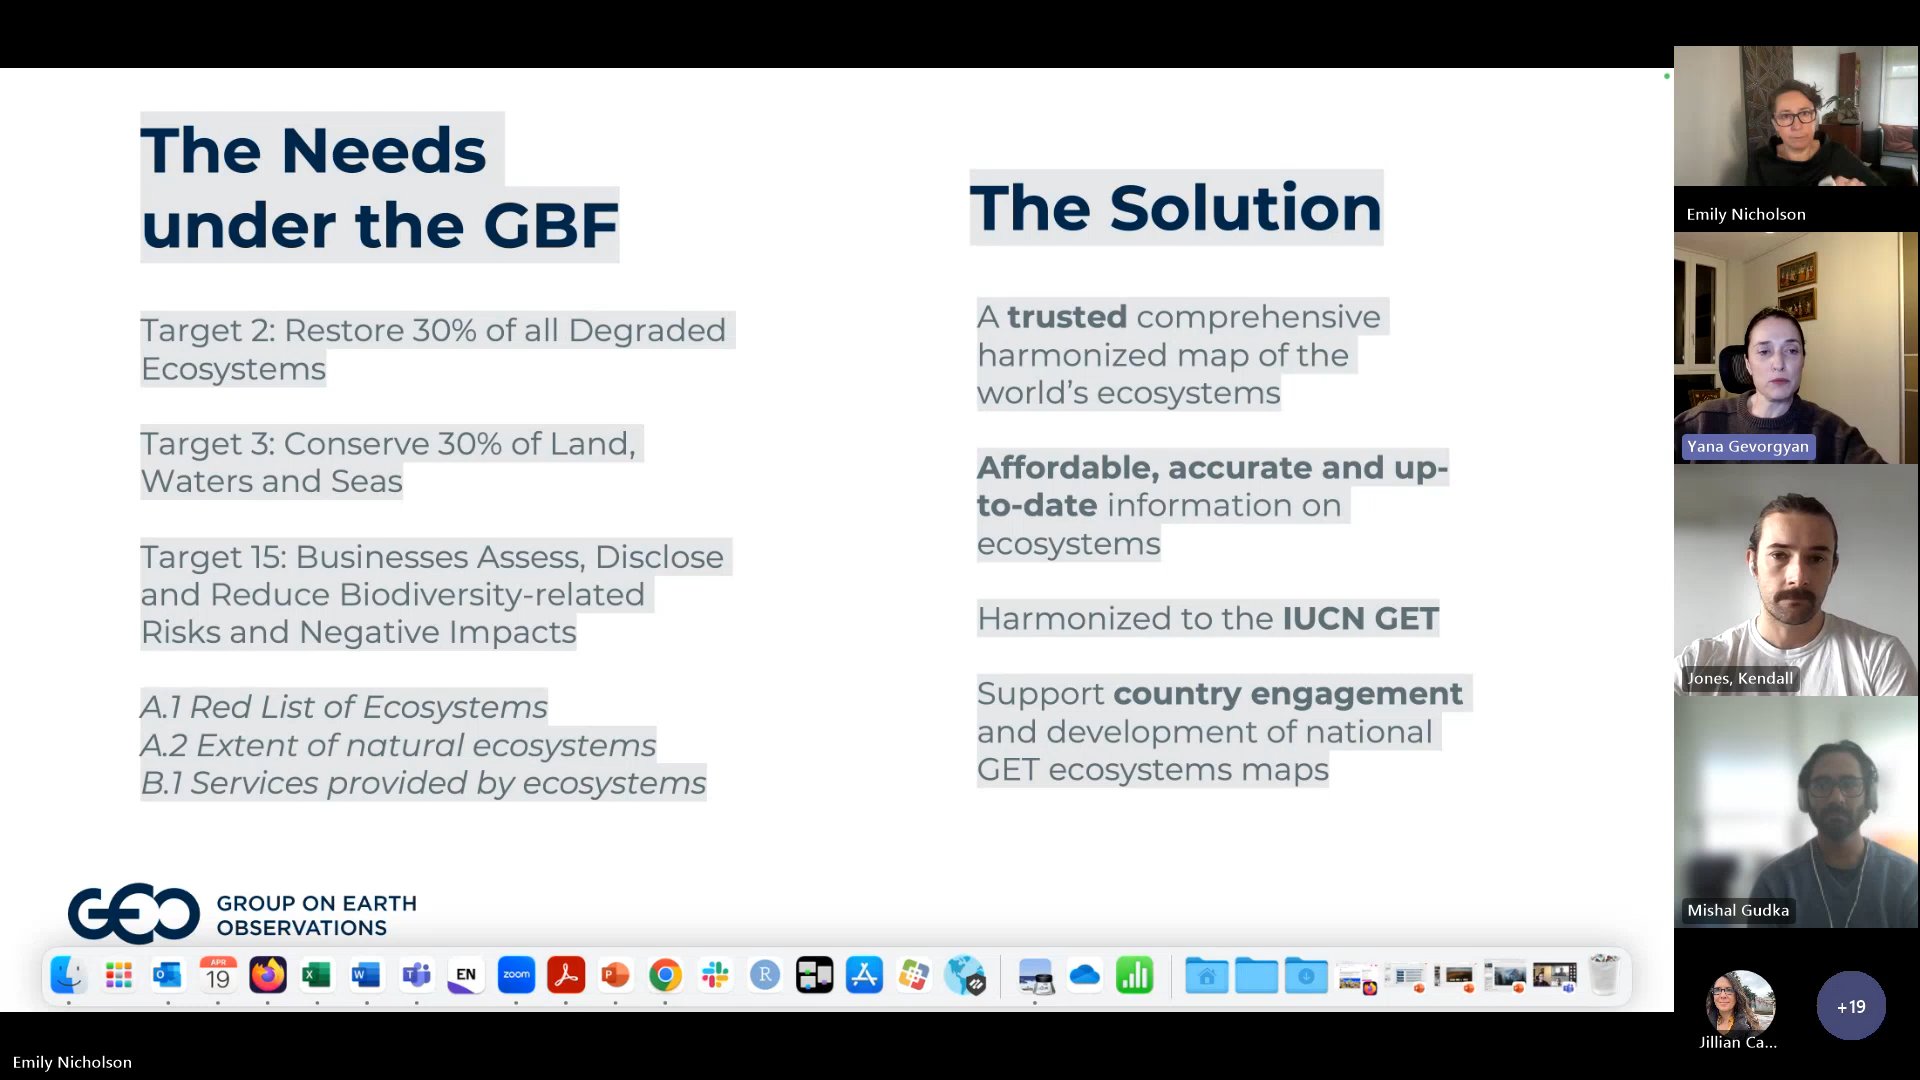 The Needs
under the GBF
Target 2: Restore 30% of all Degraded
Ecosystems
Target 3: Conserve 30% of Land,
Waters and Seas
Target 15: Businesses Assess, Disclose
and Reduce Biodiversity-related
Risks and Negative Impacts
A.1 Red List of Ecosystems
A.2 Extent of natural ecosystems
B.1 Services provided by ecosystems
The Solution
A trusted comprehensive
harmonized map of the
world's ecosystems
Affordable, accurate and up-
to-date information on
ecosystems
Harmonized to the IUCN GET
Support country engagement
and development of national
GET ecosystems maps
GEO
GROUP ON EARTH
OBSERVATIONS
APR
19
EN
zoom
Emily Nicholson
Yana Gevorgyan
Jones, Kendall
Mishal Gudka
Jillian Ca...
+19
Emily Nicholson